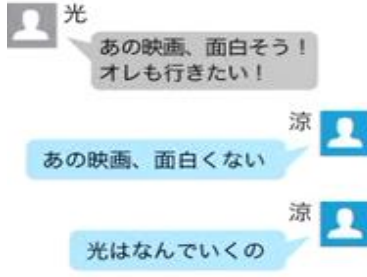 光
あの映画、面白そう！
オレも行きたい！
涼
あの映画、面白くない
涼
光はなんでいくの